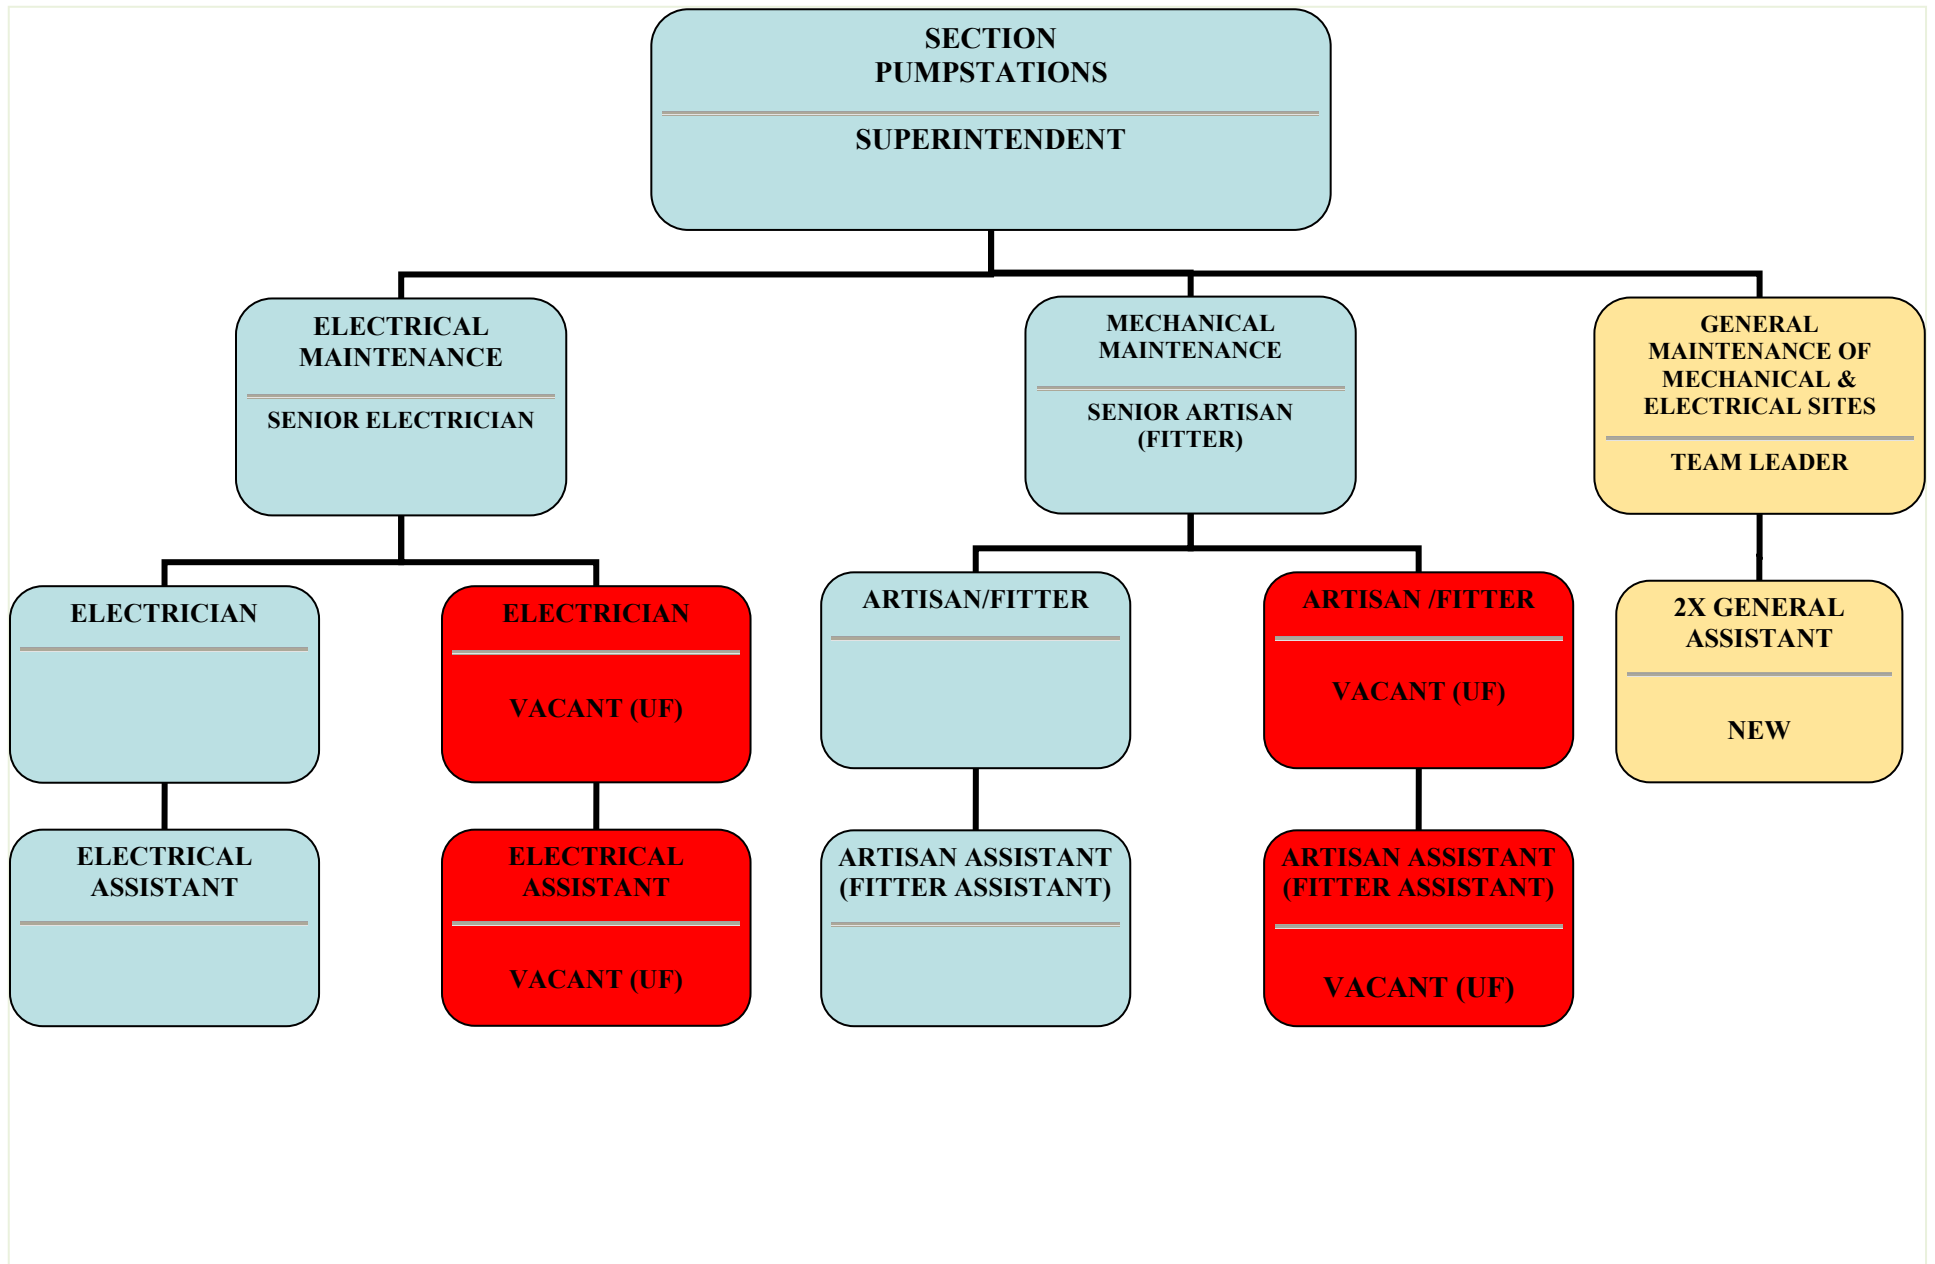 SECTION
PUMPSTATIONS
SUPERINTENDENT
ELECTRICAL
MAINTENANCE
SENIOR ELECTRICIAN
MECHANICAL
MAINTENANCE
SENIOR ARTISAN
(FITTER)
GENERAL
MAINTENANCE OF
MECHANICAL &
ELECTRICAL SITES
TEAM LEADER
ELECTRICIAN
ELECTRICIAN
VACANT (UF)
ARTISAN/FITTER
ARTISAN /FITTER
VACANT (UF)
2X GENERAL
ASSISTANT
NEW
ELECTRICAL
ASSISTANT
ELECTRICAL
ASSISTANT
VACANT (UF)
ARTISAN ASSISTANT
(FITTER ASSISTANT)
ARTISAN ASSISTANT
(FITTER ASSISTANT)
VACANT (UF)